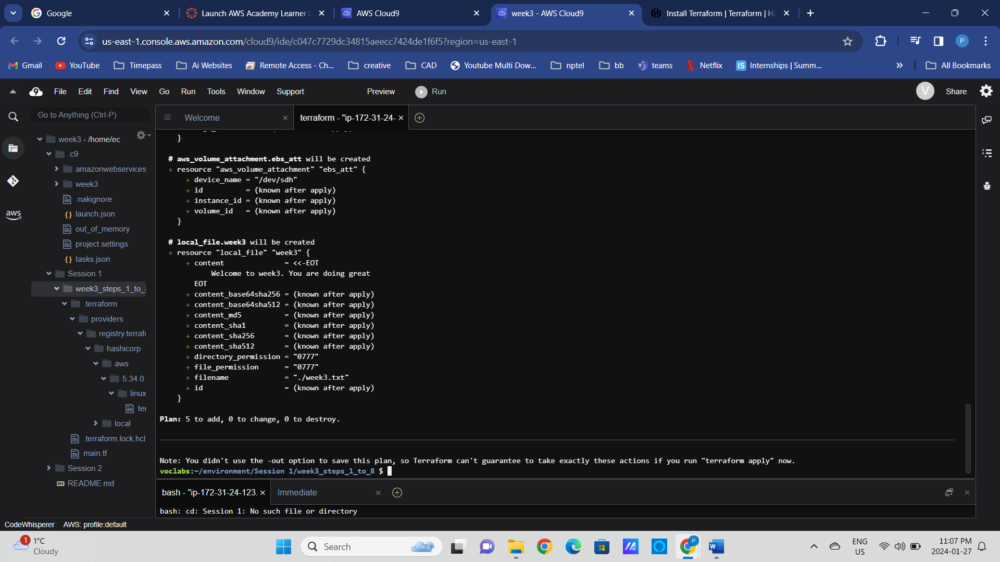 Google
Launch AWS Academy Learner
AWS Cloud9
week3 - AWS Cloud9
Install Terraform | Terraform | Ha
us-east-1.console.aws.amazon.com/cloud9/ide/c047c7729dc34815aeecc7424de1f6f5?region=us-east-1
P
Gmail
YouTube
Timepass
Ai Websites
Remote Access - Ch...
creative
CAD
Youtube Multi Dow...
nptel
bb
teams
Netflix
IS
Internships | Summ...
All Bookmarks
9
File Edit Find View Go Run Tools Window Support
Preview
Run
V
Share
Go to Anything (Ctrl-P)
aws
week3 - /home/ec
.c9
amazonwebservices
week3
.nakignore
launch.json
out_of_memory
project.settings
tasks.json
Session 1
week3_steps_1_to_
.terraform
providers
registry.terrafo
hashicorp
aws
5.34.0
linux
ter
local
.terraform.lock.hcl
main.tf
Session 2
README.md
Welcome
terraform - "ip-172-31-24-
}
# aws_volume_attachment.ebs_att will be created
+ resource "aws_volume_attachment" "ebs_att" {
+ device_name = "/dev/sdh"
+ id = (known after apply)
+ instance_id = (known after apply)
+ volume_id = (known after apply)
}
# local_file.week3 will be created
+ resource "local_file" "week3" {
+ content = <<-EOT
Welcome to week3. You are doing great
EOT
+ content_base64sha256 = (known after apply)
+ content_base64sha512 = (known after apply)
+ content_md5 = (known after apply)
+ content_sha1 = (known after apply)
+ content_sha256 = (known after apply)
+ content_sha512 = (known after apply)
+ directory_permission = "0777"
+ file_permission = "0777"
+ filename = "./week3.txt"
+ id = (known after apply)
}
Plan: 5 to add, 0 to change, 0 to destroy.
Note: You didn't use the -out option to save this plan, so Terraform can't guarantee to take exactly these actions if you run "terraform apply" now.
voclabs:~/environment/Session 1/week3_steps_1_to_8 $
bash - "ip-172-31-24-123.
Immediate
bash: cd: Session 1: No such file or directory
CodeWhisperer AWS: profile:default
1
1°C
Cloudy
Search
P
W
ENG
US
11:07 PM
2024-01-27